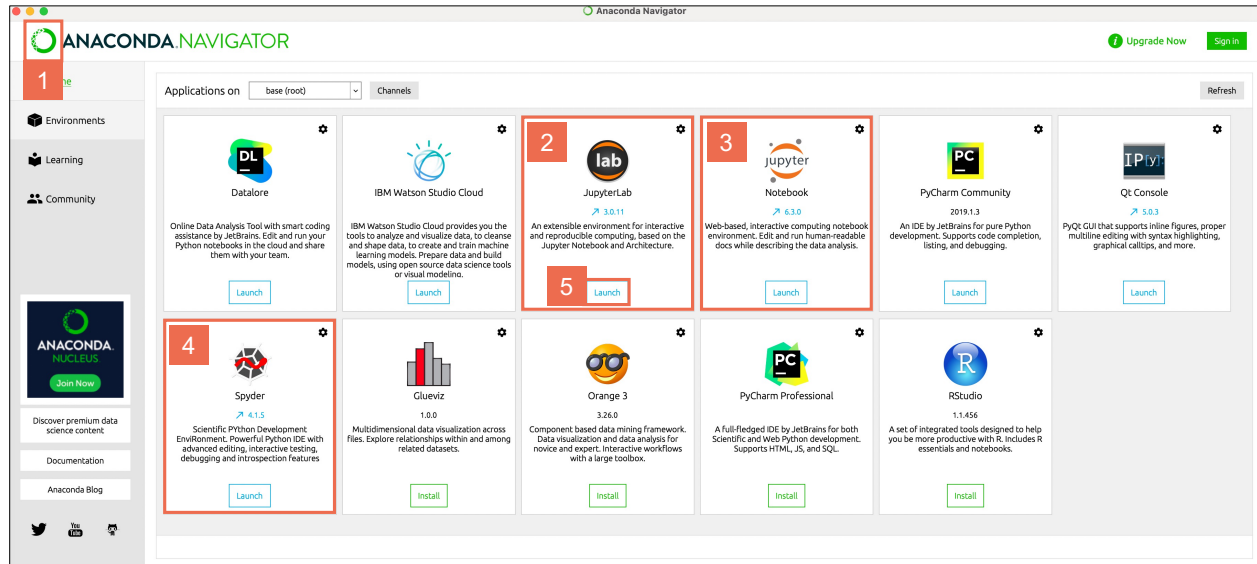 Anaconda Navigator
ANACONDA.NAVIGATOR
Upgrade Now
Sign in
1
Environments
Learning
Community
ANACONDA.
NUCLEUS
Join Now
Discover premium data
science content
Documentation
Anaconda Blog
You
Tube
Applications on
base (root)
Channels
Refresh
DL
Datalore
Online Data Analysis Tool with smart coding
assistance by JetBrains. Edit and run your
Python notebooks in the cloud and share
them with your team.
Launch
IBM Watson Studio Cloud
IBM Watson Studio Cloud provides you the
tools to analyze and visualize data, to cleanse
and shape data, to create and train machine
learning models. Prepare data and build
models, using open source data science tools
or visual modeling.
Launch
2
lab
JupyterLab
3.0.11
An extensible environment for interactive
and reproducible computing, based on the
Jupyter Notebook and Architecture.
5
Launch
3
jupyter
Notebook
6.3.0
Web-based, interactive computing notebook
environment. Edit and run human-readable
docs while describing the data analysis.
Launch
PC
PyCharm Community
2019.1.3
An IDE by JetBrains for pure Python
development. Supports code completion,
listing, and debugging.
Launch
IP[y]:
Qt Console
5.0.3
PyQt GUI that supports inline figures, proper
multiline editing with syntax highlighting,
graphical calltips, and more.
Launch
4
Spyder
4.1.5
Scientific PYthon Development
EnviRonment. Powerful Python IDE with
advanced editing, interactive testing,
debugging and introspection features
Launch
Glueviz
1.0.0
Multidimensional data visualization across
files. Explore relationships within and among
related datasets.
Install
Orange 3
3.26.0
Component based data mining framework.
Data visualization and data analysis for
novice and expert. Interactive workflows
with a large toolbox.
Install
PC
PyCharm Professional
A full-fledged IDE by JetBrains for both
Scientific and Web Python development.
Supports HTML, JS, and SQL.
Install
R
RStudio
1.1.456
A set of integrated tools designed to help
you be more productive with R. Includes R
essentials and notebooks.
Install